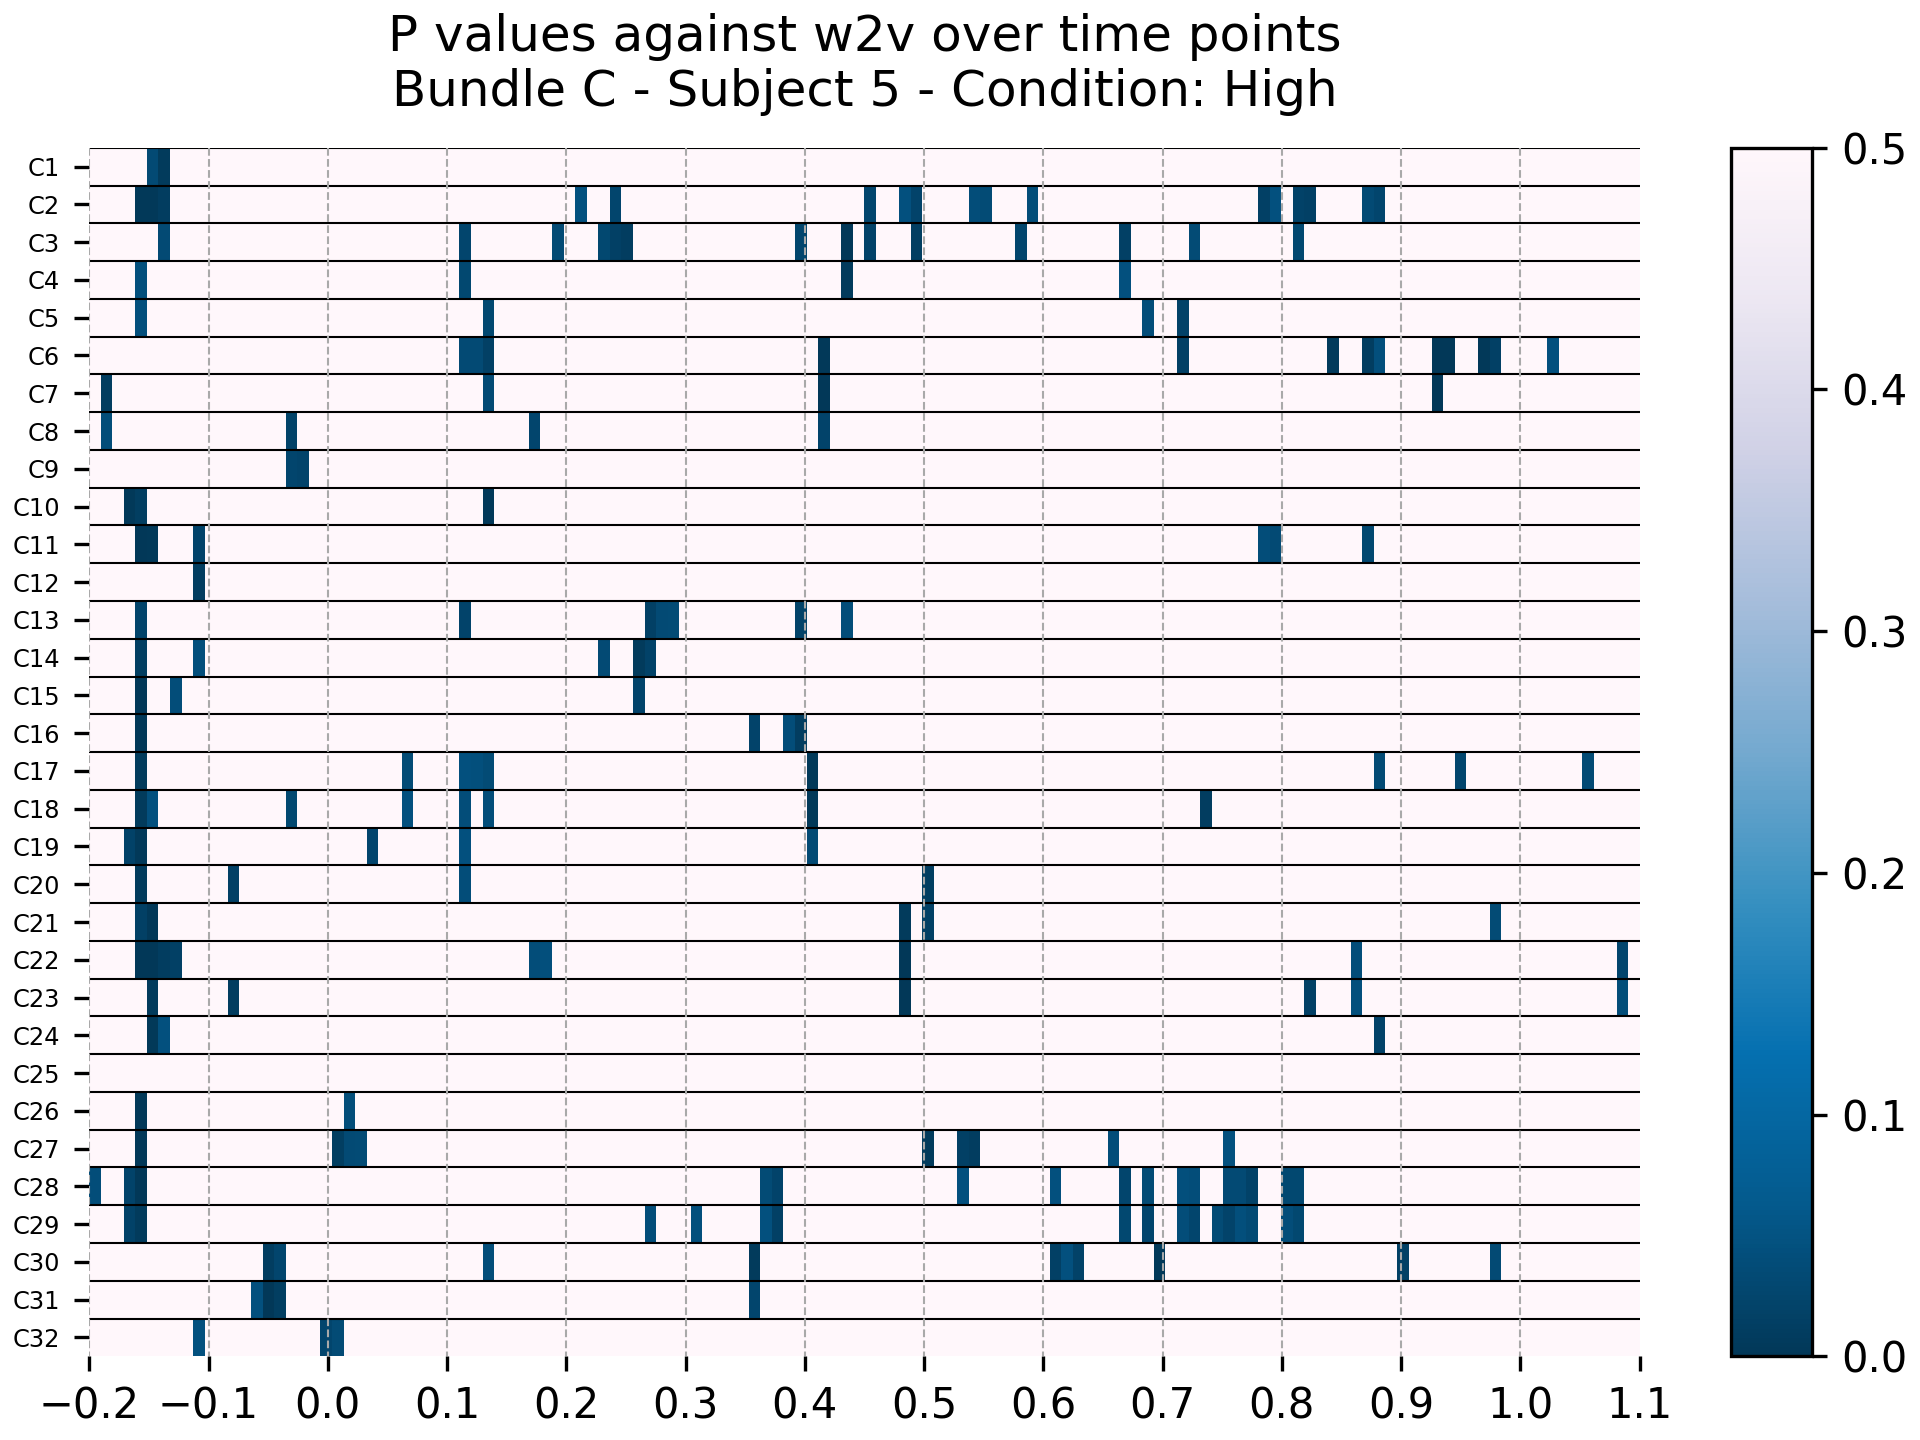 P values against w2v over time points
Bundle C - Subject 5 - Condition: High
C1
C2
C3
C4
C5
C6
C7
C8
C9
C10
C11
C12
C13
C14
C15
C16
C17
C18
C19
C20
C21
C22
C23
C24
C25
C26
C27
C28
C29
C30
C31
C32
−0.2 −0.1 0.0 0.1 0.2 0.3 0.4 0.5 0.6 0.7 0.8 0.9 1.0 1.1
0.5
0.4
0.3
0.2
0.1
0.0